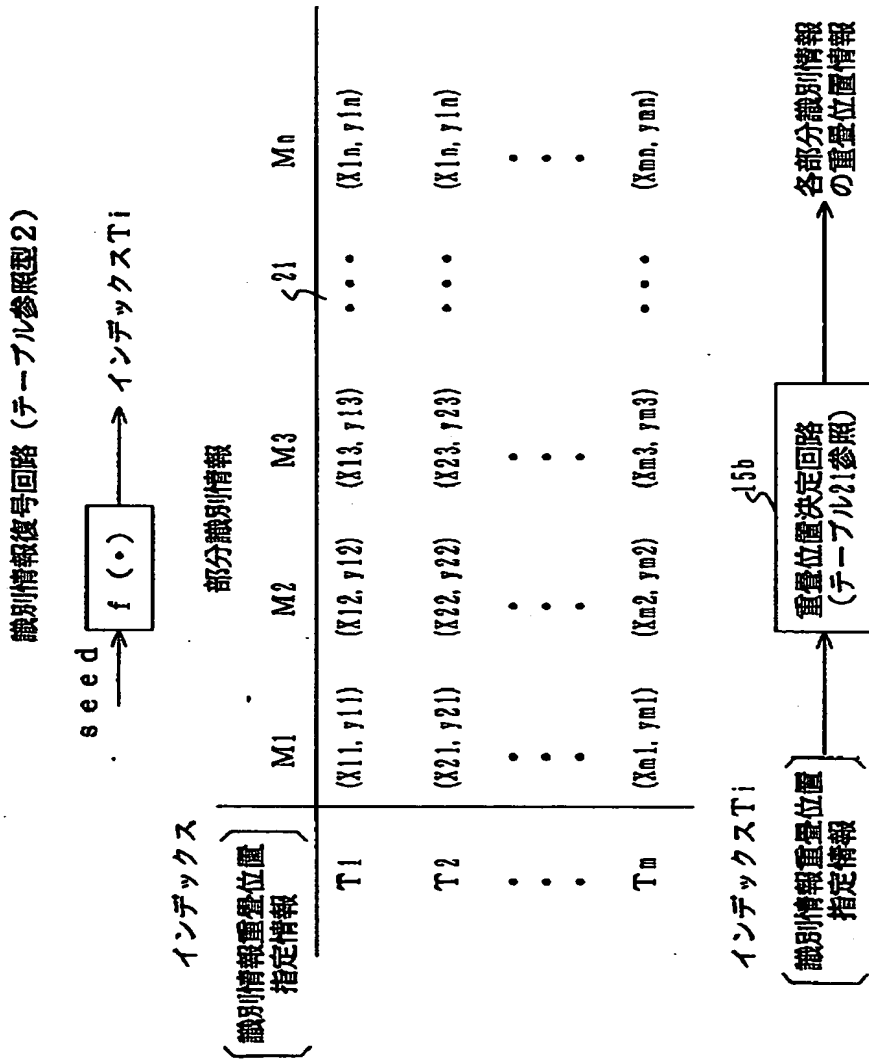 識別情報復号回路 (テーブル参照型2)
seed
f (・)
インデックスTi
インデックス
識別情報重畳位置
指定情報
部分識別情報
M1 M2 M3 21 Mn
T1 (X11, y11) (X12, y12) (X13, y13) ・・・ (X1n, y1n)
T2 (X21, y21) (X22, y22) (X23, y23) ・・・ (X1n, y1n)
・・・ ・・・ ・・・ ・・・ ・・・
Tm (Xm1, ym1) (Xm2, ym2) (Xm3, ym3) ・・・ (Xmn, ymn)
インデックスTi
識別情報重畳位置
指定情報
15b
重畳位置決定回路
(テーブル21参照)
各部分識別情報
の重畳位置情報